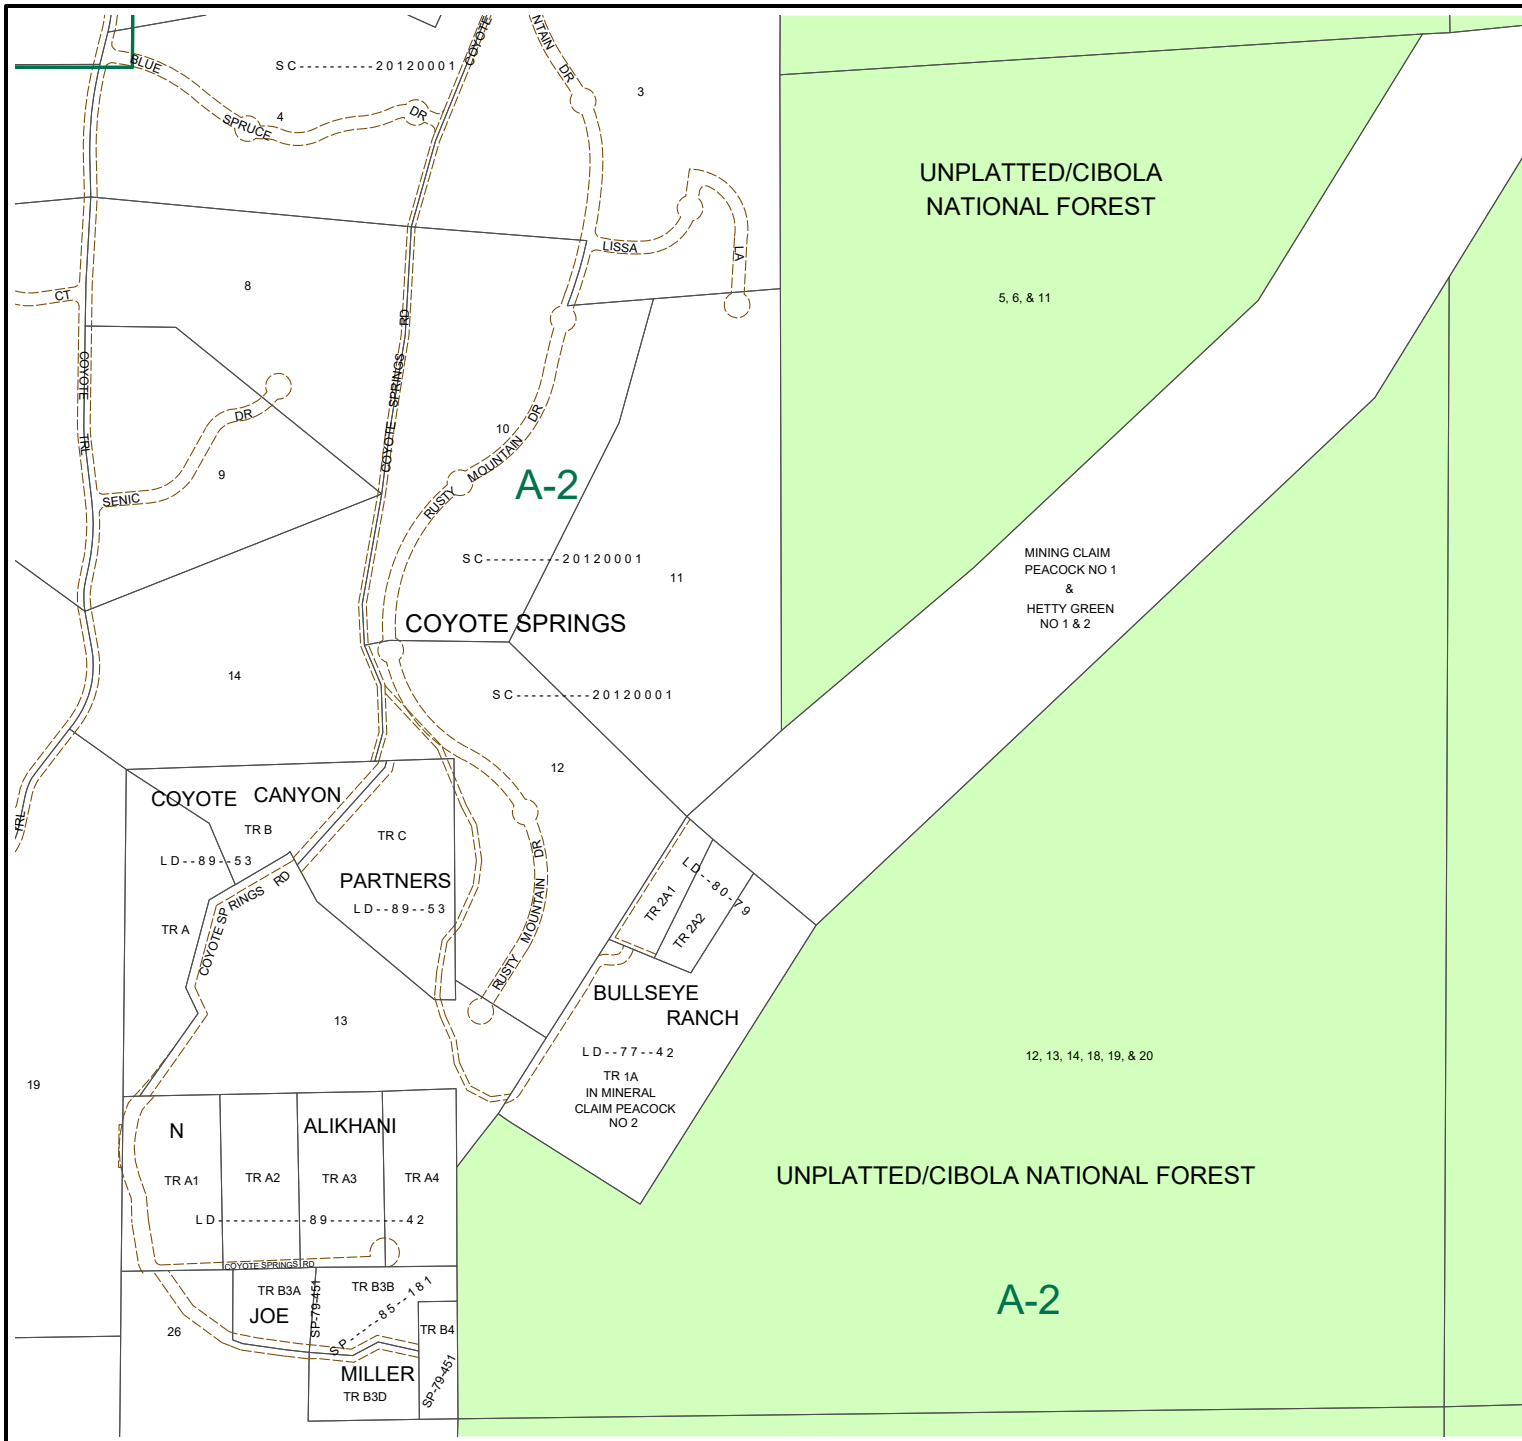 BLUE
SPRUCE
DR
SC---------20120001
4
COYOTE
NTAIN DR
3
UNPLATTED/CIBOLA
NATIONAL FOREST
5, 6, & 11
LISSA
LA
CT
8
COYOTE TRL
COYOTE SPRINGS RD
SENIC DR
9
10
RUSTY MOUNTAIN DR
A-2
SC---------20120001
11
COYOTE SPRINGS
MINING CLAIM
PEACOCK NO 1
&
HETTY GREEN
NO 1 & 2
14
SC---------20120001
12
TRL
COYOTE CANYON
TR B
TR C
LD--89--53
PARTNERS
LD--89--53
COYOTE SPRINGS RD
TR A
RUSTY MOUNTAIN DR
LD--80-79
TR 2A1
TR 2A2
BULLSEYE
RANCH
13
LD--77--42
TR 1A
IN MINERAL
CLAIM PEACOCK
NO 2
12, 13, 14, 18, 19, & 20
19
N
ALIKHANI
TR A1
TR A2
TR A3
TR A4
LD-----------89---------42
COYOTE SPRINGS RD
UNPLATTED/CIBOLA NATIONAL FOREST
A-2
TR B3A
SP-79-451
TR B3B
SP-----85--181
JOE
26
TR B4
SP-79-451
MILLER
TR B3D